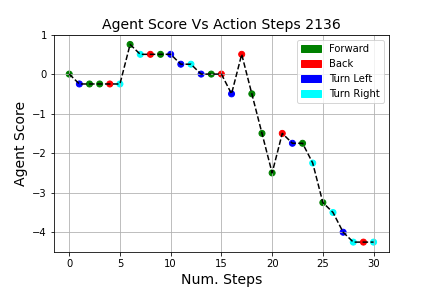 Agent Score Vs Action Steps 2136
Forward
Back
Turn Left
Turn Right
Agent Score
1
0
−1
−2
−3
−4
0 5 10 15 20 25 30
Num. Steps